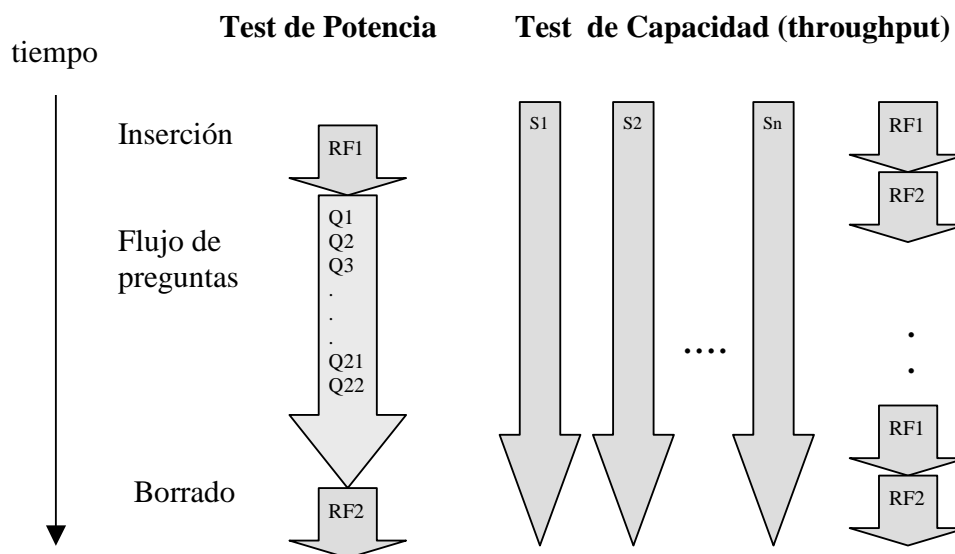 Test de Potencia
Test de Capacidad (throughput)
tiempo
Inserción
RF1
Flujo de
preguntas
Q1
Q2
Q3
.
.
.
Q21
Q22
Borrado
RF2
S1
S2
....
Sn
RF1
RF2
.
.
RF1
RF2